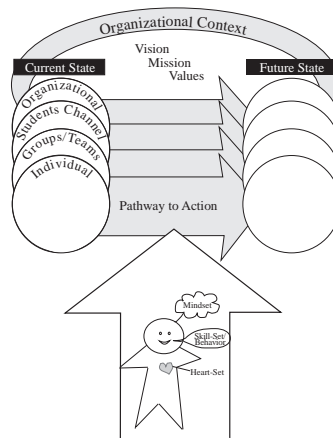 Organizational Context
Vision
Mission
Values
Current State
Future State
Organizational
Students Channel
Groups/Teams
Individual
Pathway to Action
Mindset
Skill-Set/
Behavior
Heart-Set